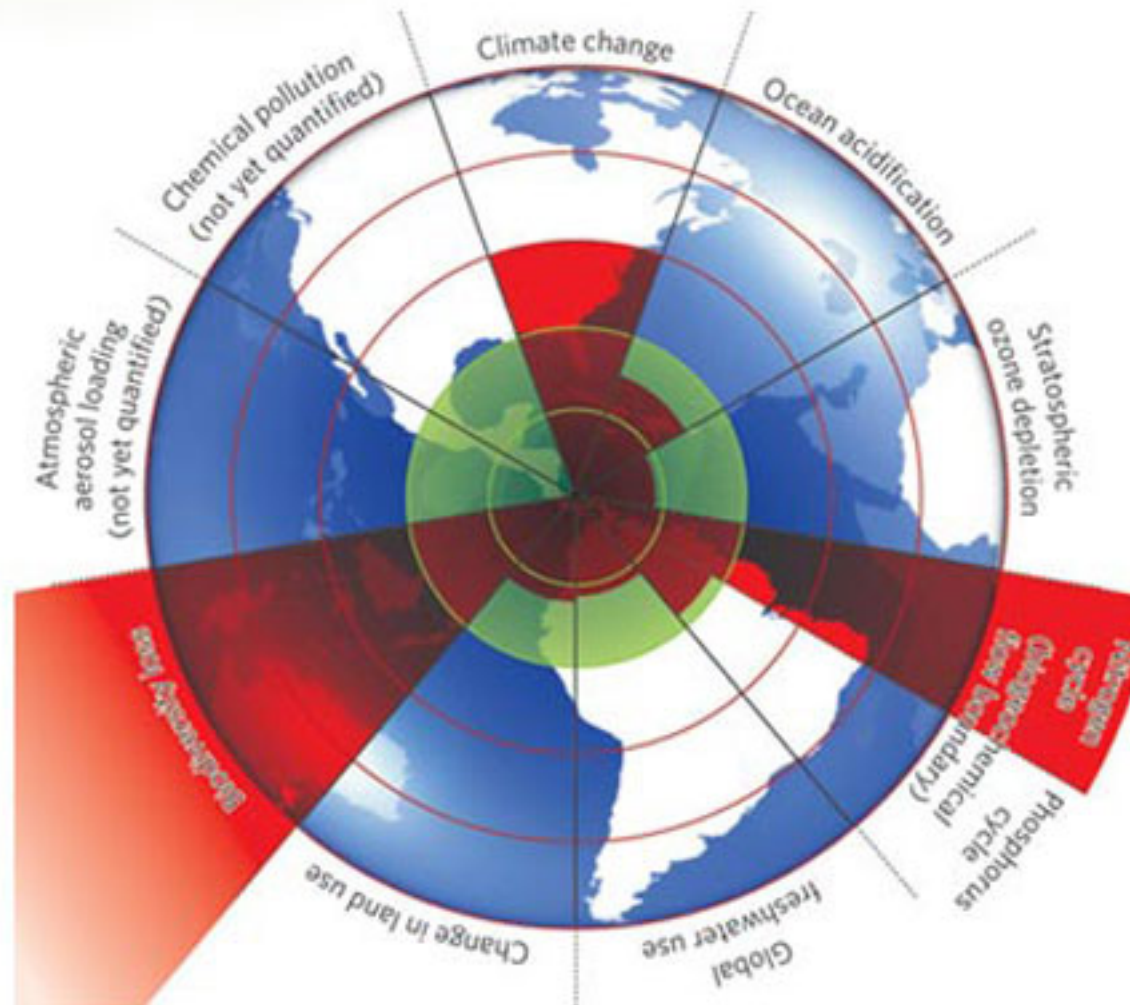 Climate change
Ocean acidification
Stratospheric
ozone depletion
Nitrogen
cycle
(biogeochemical
flow boundary)
Phosphorus
cycle
Global
freshwater use
Change in land use
Biodiversity loss
Atmospheric
aerosol loading
(not yet quantified)
Chemical pollution
(not yet quantified)